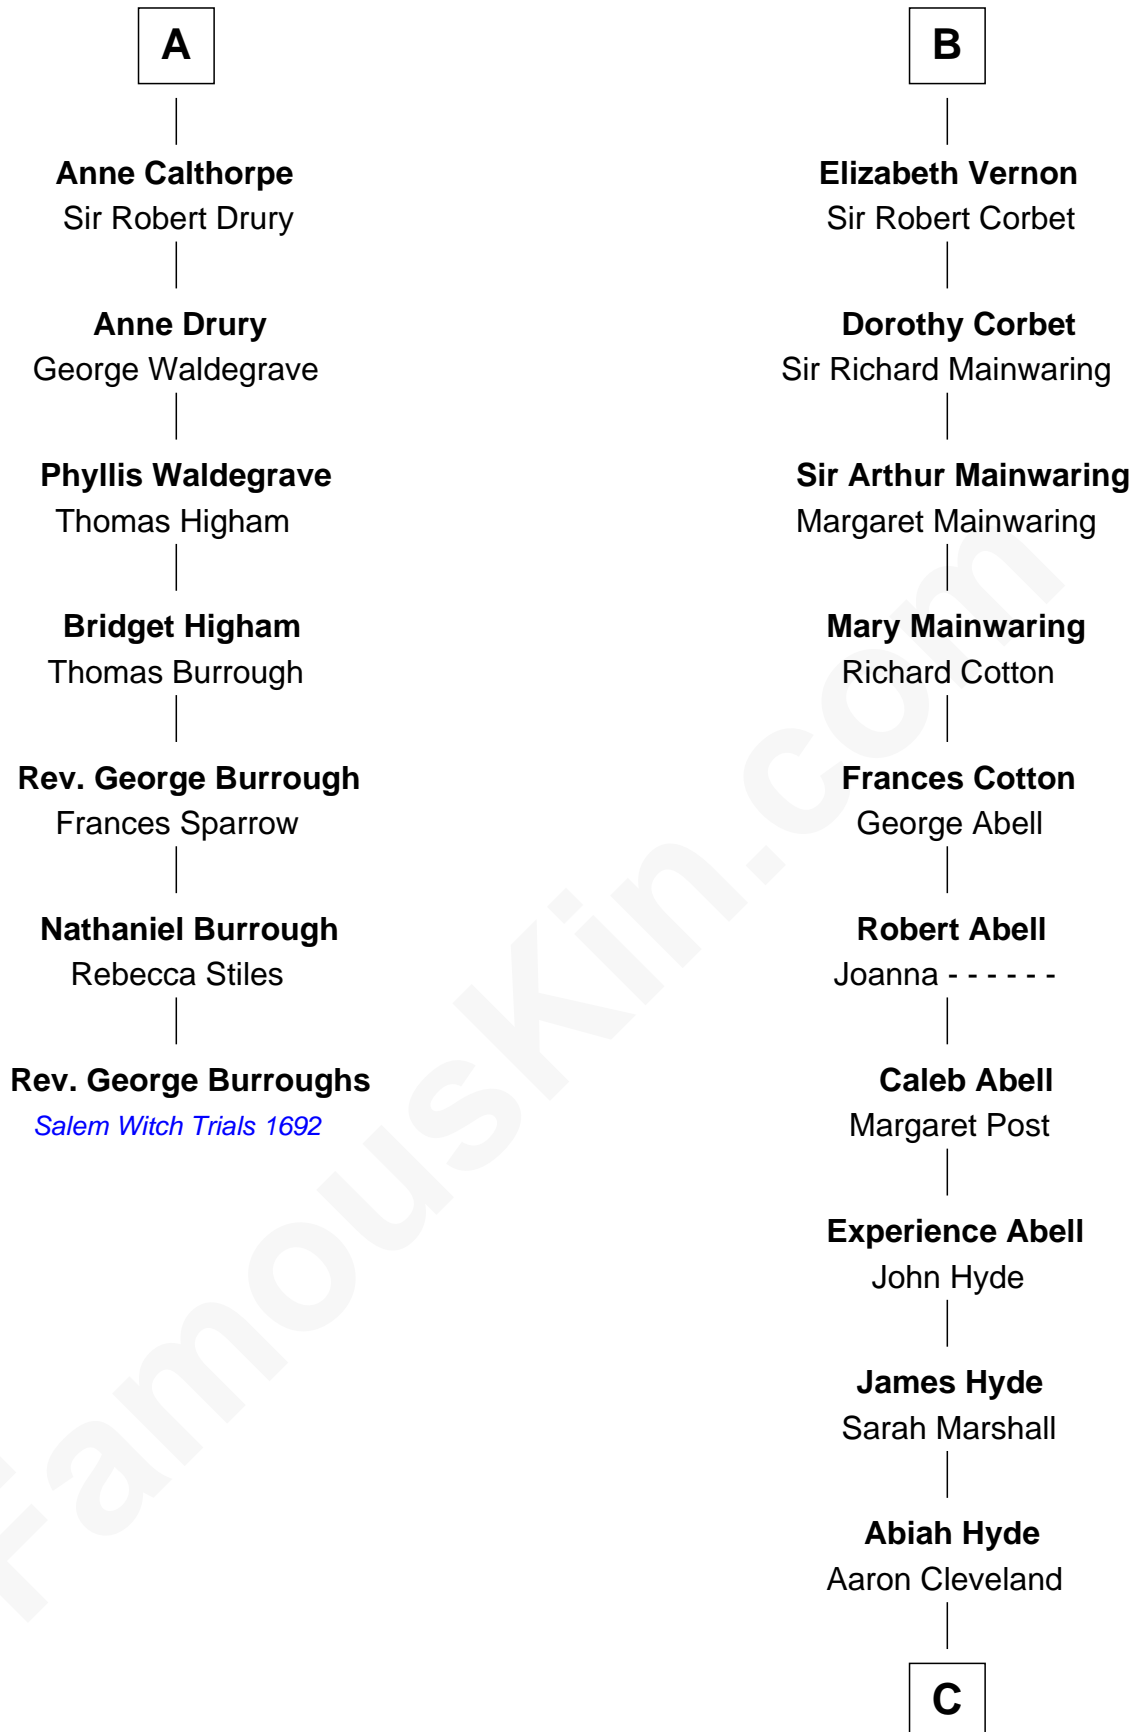 A
Anne Calthorpe
Sir Robert Drury
Anne Drury
George Waldegrave
Phyllis Waldegrave
Thomas Higham
Bridget Higham
Thomas Burrough
Rev. George Burrough
Frances Sparrow
Nathaniel Burrough
Rebecca Stiles
Rev. George Burroughs
Salem Witch Trials 1692
B
Elizabeth Vernon
Sir Robert Corbet
Dorothy Corbet
Sir Richard Mainwaring
Sir Arthur Mainwaring
Margaret Mainwaring
Mary Mainwaring
Richard Cotton
Frances Cotton
George Abell
Robert Abell
Joanna - - - - - -
Caleb Abell
Margaret Post
Experience Abell
John Hyde
James Hyde
Sarah Marshall
Abiah Hyde
Aaron Cleveland
C
FamousKin.com